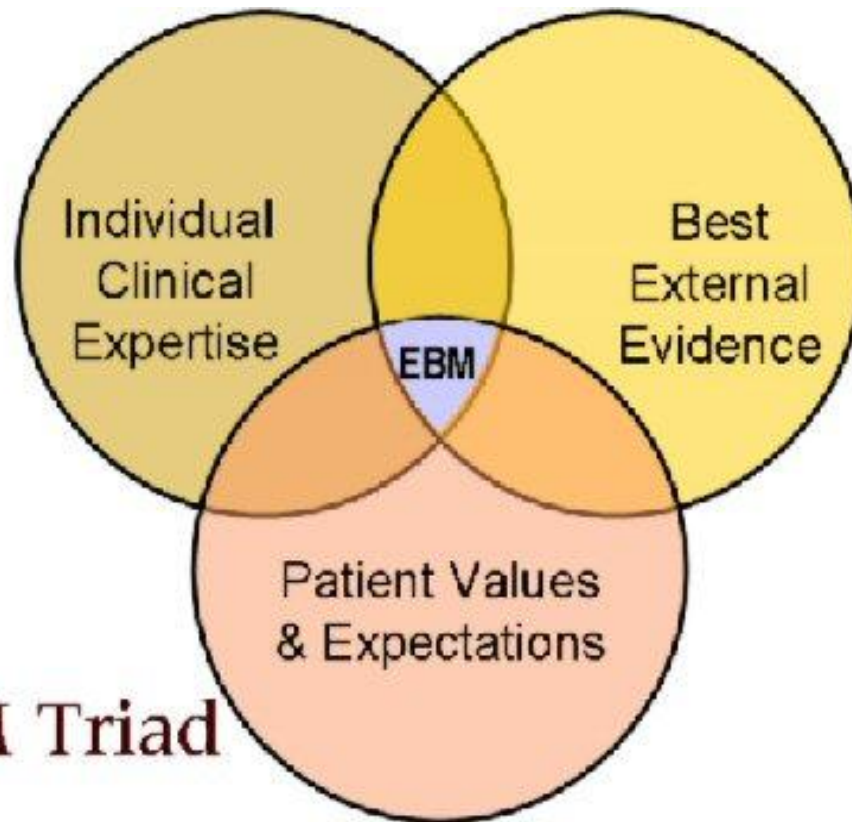 Individual
Clinical
Expertise
Best
External
Evidence
EBM
Patient Values
& Expectations
Triad